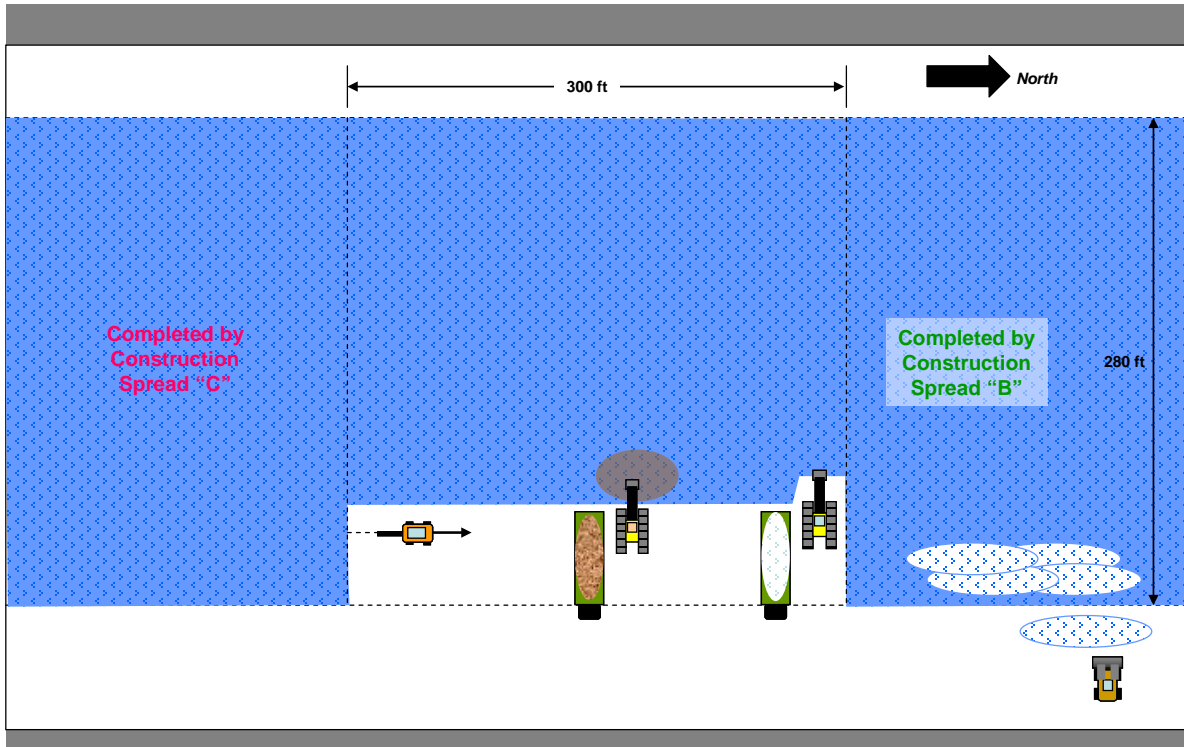 300 ft
North
Completed by
Construction
Spread “C”
Completed by
Construction
Spread “B”
280 ft